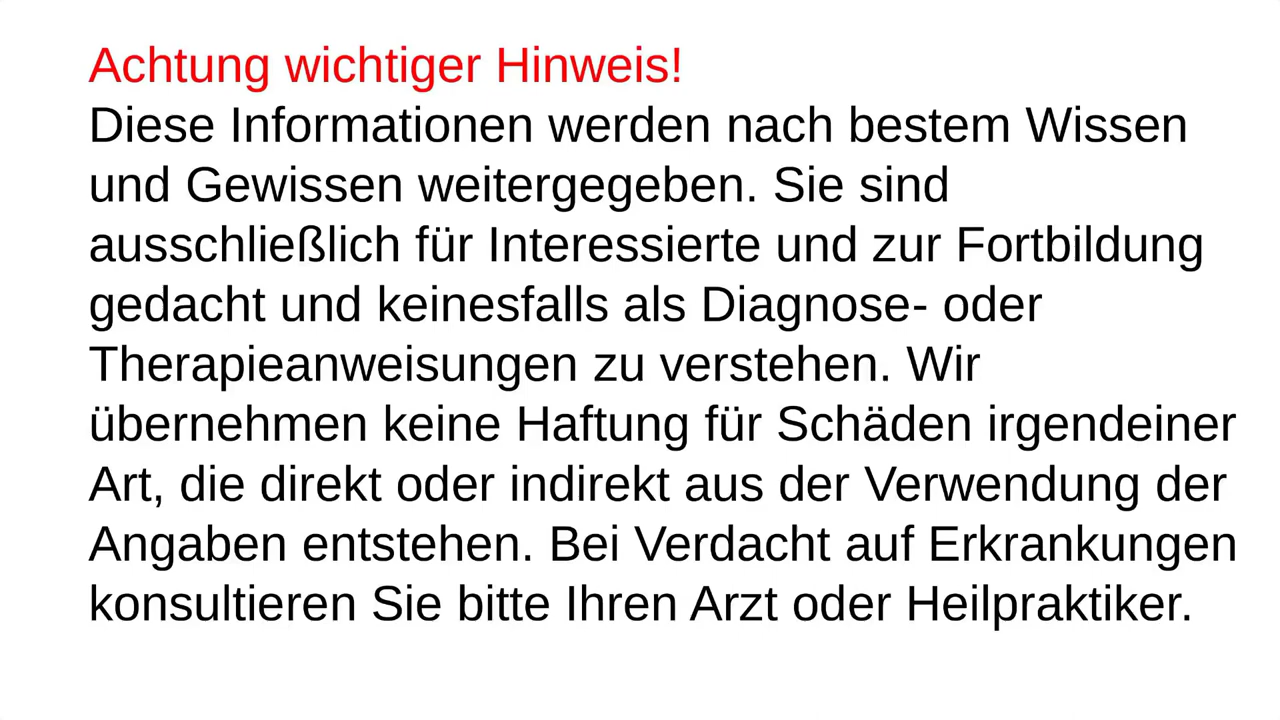 Achtung wichtiger Hinweis!
Diese Informationen werden nach bestem Wissen
und Gewissen weitergegeben. Sie sind
ausschließlich für Interessierte und zur Fortbildung
gedacht und keinesfalls als Diagnose- oder
Therapieanweisungen zu verstehen. Wir
übernehmen keine Haftung für Schäden irgendeiner
Art, die direkt oder indirekt aus der Verwendung der
Angaben entstehen. Bei Verdacht auf Erkrankungen
konsultieren Sie bitte Ihren Arzt oder Heilpraktiker.